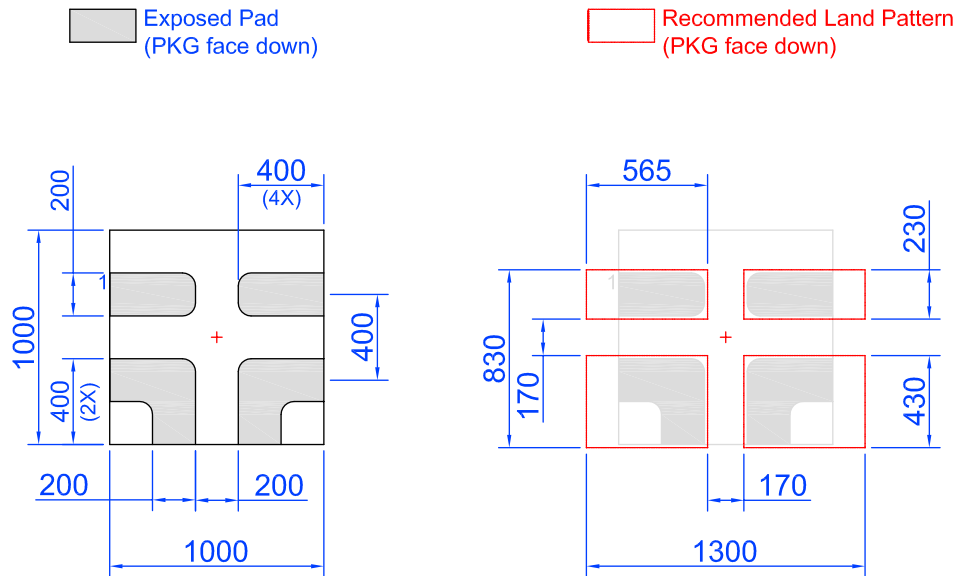 Exposed Pad
(PKG face down)
Recommended Land Pattern
(PKG face down)
200
400
(4X)
1
1000
400
400
(2X)
200
200
1000
565
230
1
830
170
430
170
1300